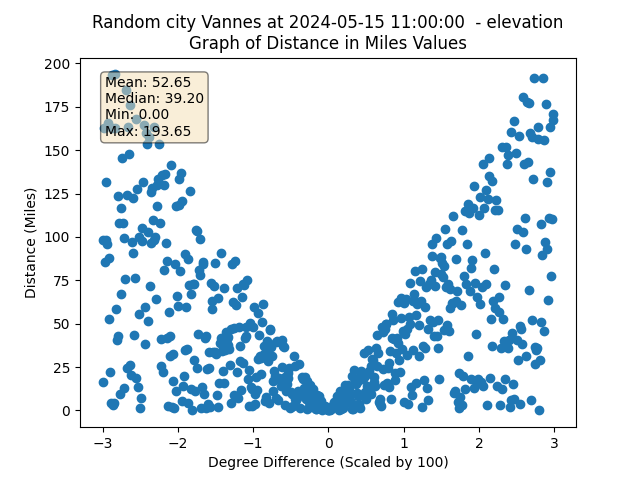 Random city Vannes at 2024-05-15 11:00:00  - elevation
Graph of Distance in Miles Values
Mean: 52.65
Median: 39.20
Min: 0.00
Max: 193.65
200
175
150
125
100
75
50
25
0
Distance (Miles)
−3 −2 −1 0 1 2 3
Degree Difference (Scaled by 100)